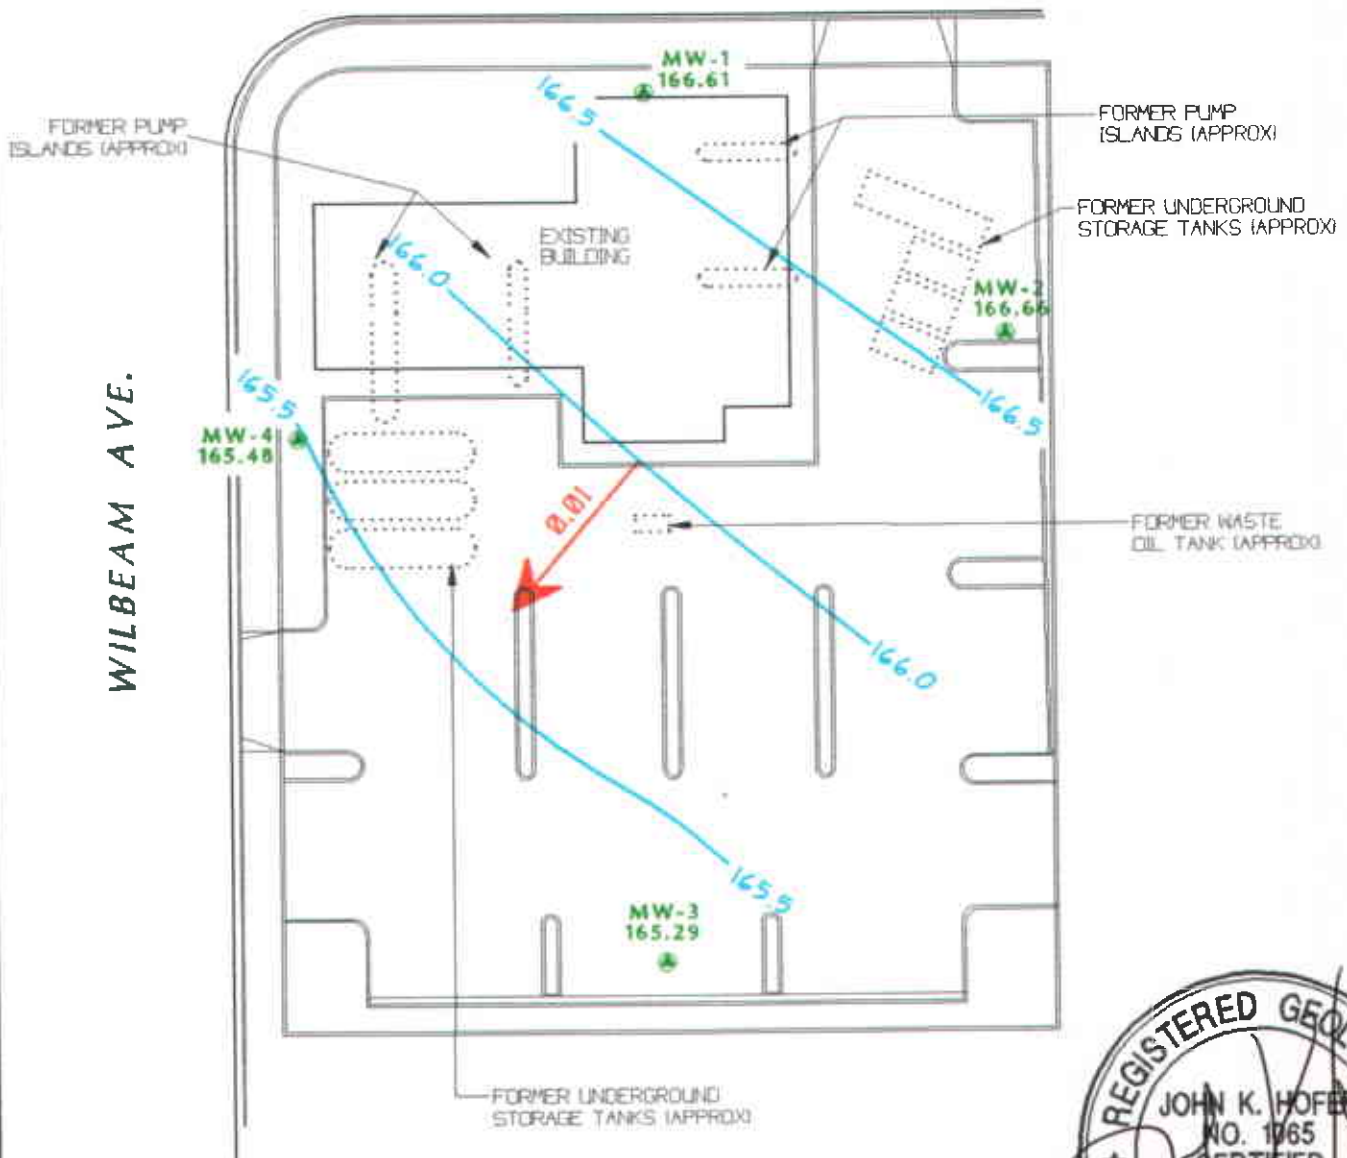 MW-1
166.61
166.5
FORMER PUMP
ISLANDS (APPROX)
FORMER PUMP
ISLANDS (APPROX)
FORMER UNDERGROUND
STORAGE TANKS (APPROX)
EXISTING
BUILDING
166.0
MW-2
166.66
165.5
166.5
MW-4
165.48
WILBEAM AVE.
0.01
FORMER WASTE
OIL TANK (APPROX)
166.0
165.5
MW-3
165.29
FORMER UNDERGROUND
STORAGE TANKS (APPROX)
REGISTERED
JOHN K.
NO. 1065